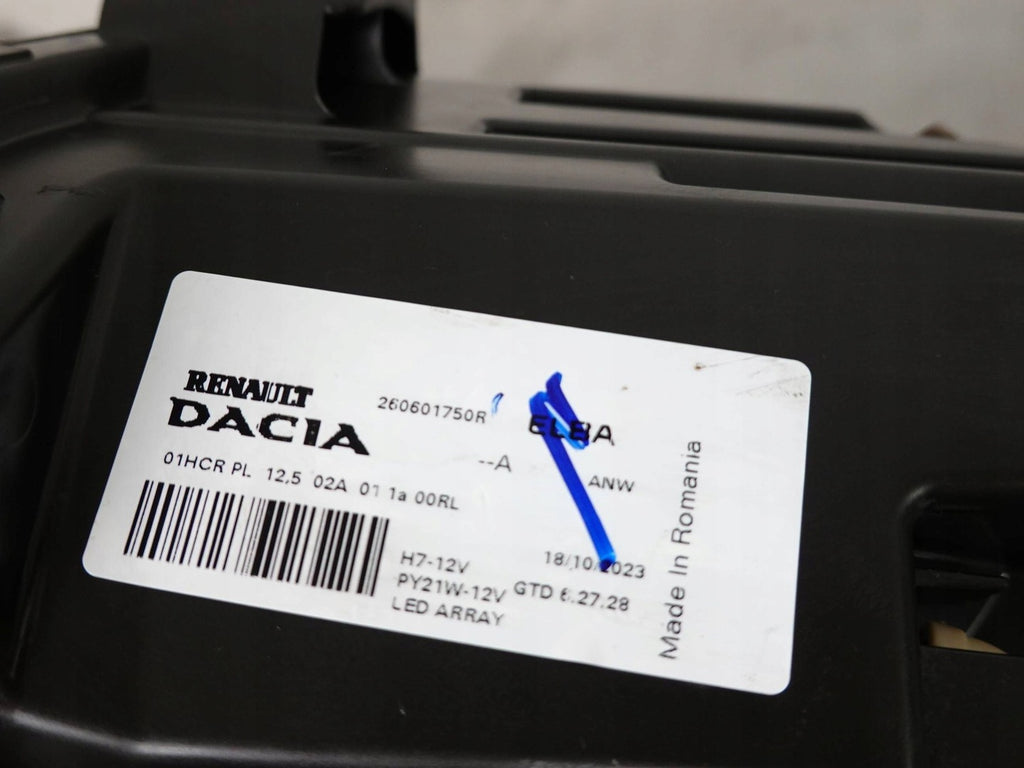 RENAULT
DACIA
260601750R
ELBA
--A
ANW
01HCR PL 12,5 02A 01 1a 00RL
H7-12V
PY21W-12V
LED ARRAY
18/10/2023
GTD 6.27.28
Made In Romania